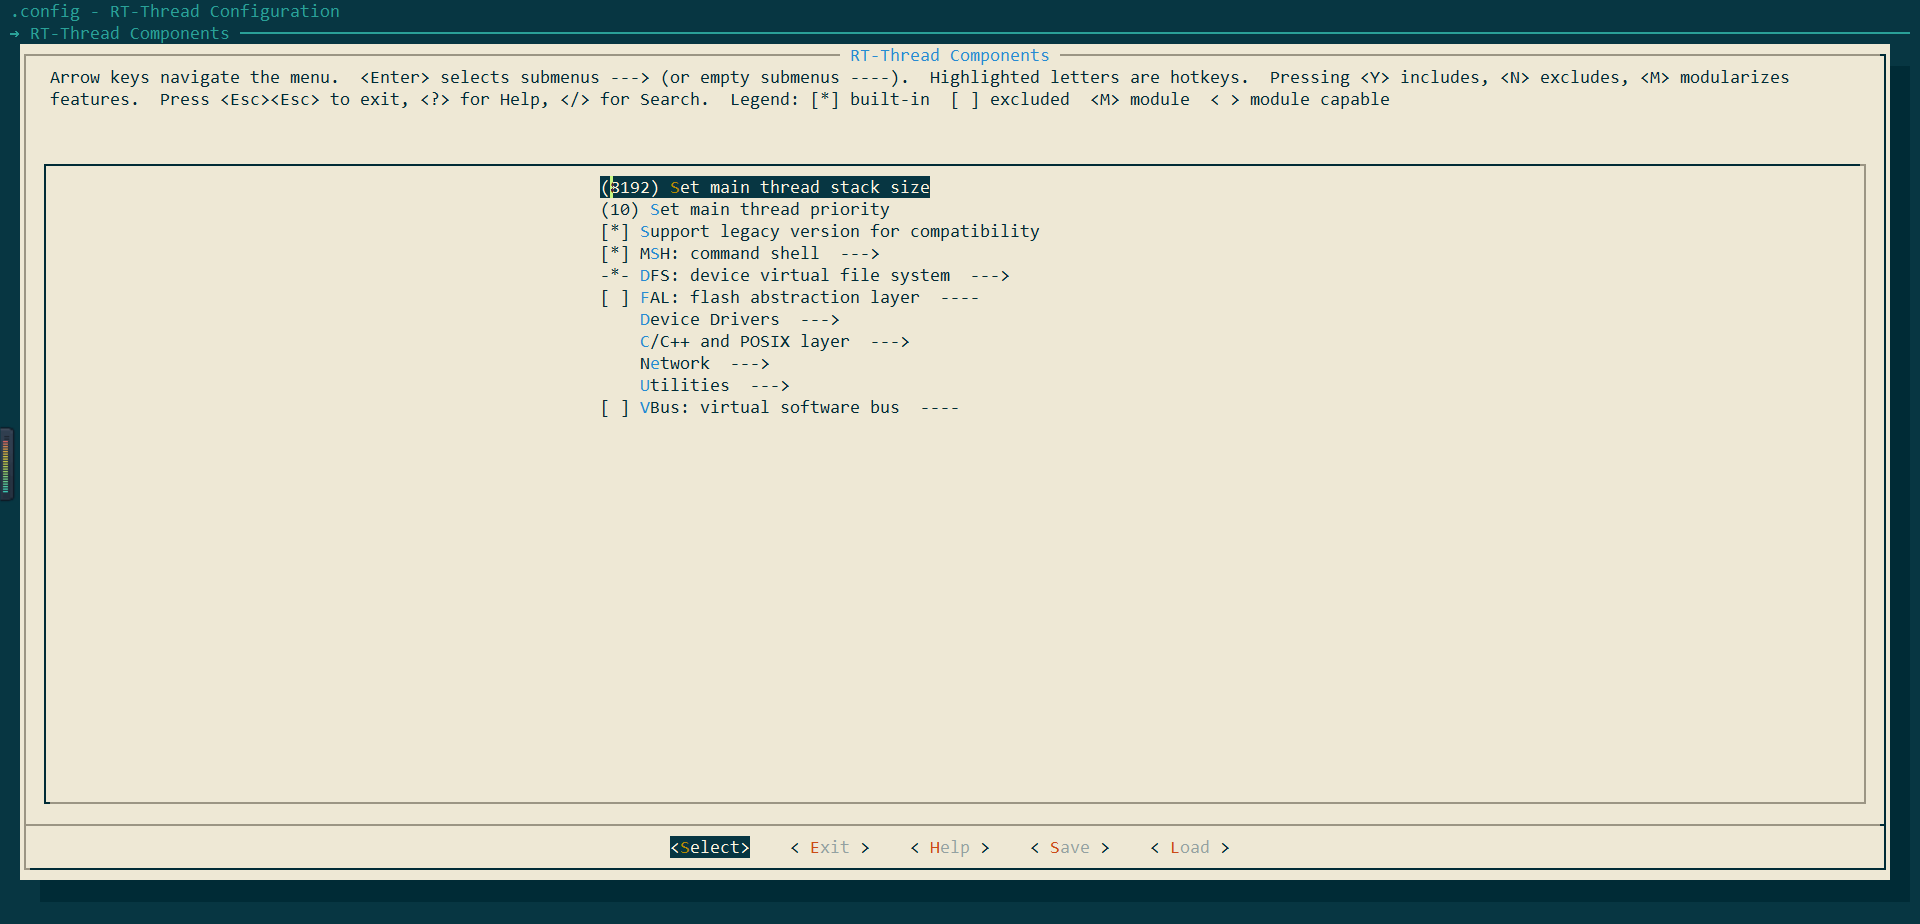 .config - RT-Thread Configuration
→ RT-Thread Components
RT-Thread Components
Arrow keys navigate the menu.  <Enter> selects submenus ---> (or empty submenus ----).  Highlighted letters are hotkeys.  Pressing <Y> includes, <N> excludes, <M> modularizes
features.  Press <Esc><Esc> to exit, <?> for Help, </> for Search.  Legend: [*] built-in  [ ] excluded  <M> module  < > module capable
(8192) Set main thread stack size
(10) Set main thread priority
[*] Support legacy version for compatibility
[*] MSH: command shell  --->
-*- DFS: device virtual file system  --->
[ ] FAL: flash abstraction layer  ----
Device Drivers  --->
C/C++ and POSIX layer  --->
Network  --->
Utilities  --->
[ ] VBus: virtual software bus  ----
<Select>    < Exit >    < Help >    < Save >    < Load >